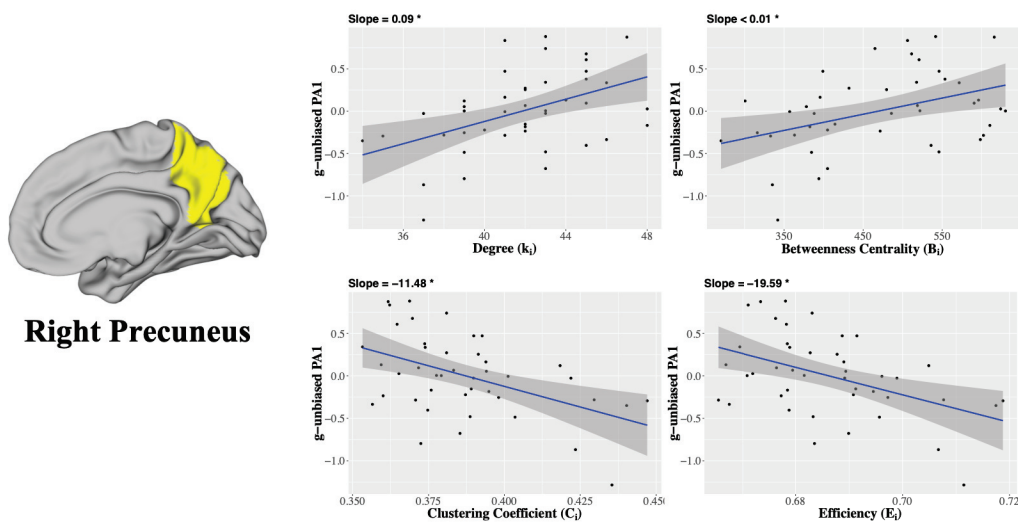 Slope = 0.09 *
g−unbiased PA1
0.5
0.0
−0.5
−1.0
36
40
44
48
Degree (ki)
Slope < 0.01 *
g−unbiased PA1
0.5
0.0
−0.5
−1.0
350
450
550
Betweenness Centrality (Bi)
Right Precuneus
Slope = −11.48 *
g−unbiased PA1
0.5
0.0
−0.5
−1.0
0.350
0.375
0.400
0.425
0.450
Clustering Coefficient (Ci)
Slope = −19.59 *
g−unbiased PA1
0.5
0.0
−0.5
−1.0
0.68
0.70
0.72
Efficiency (Ei)